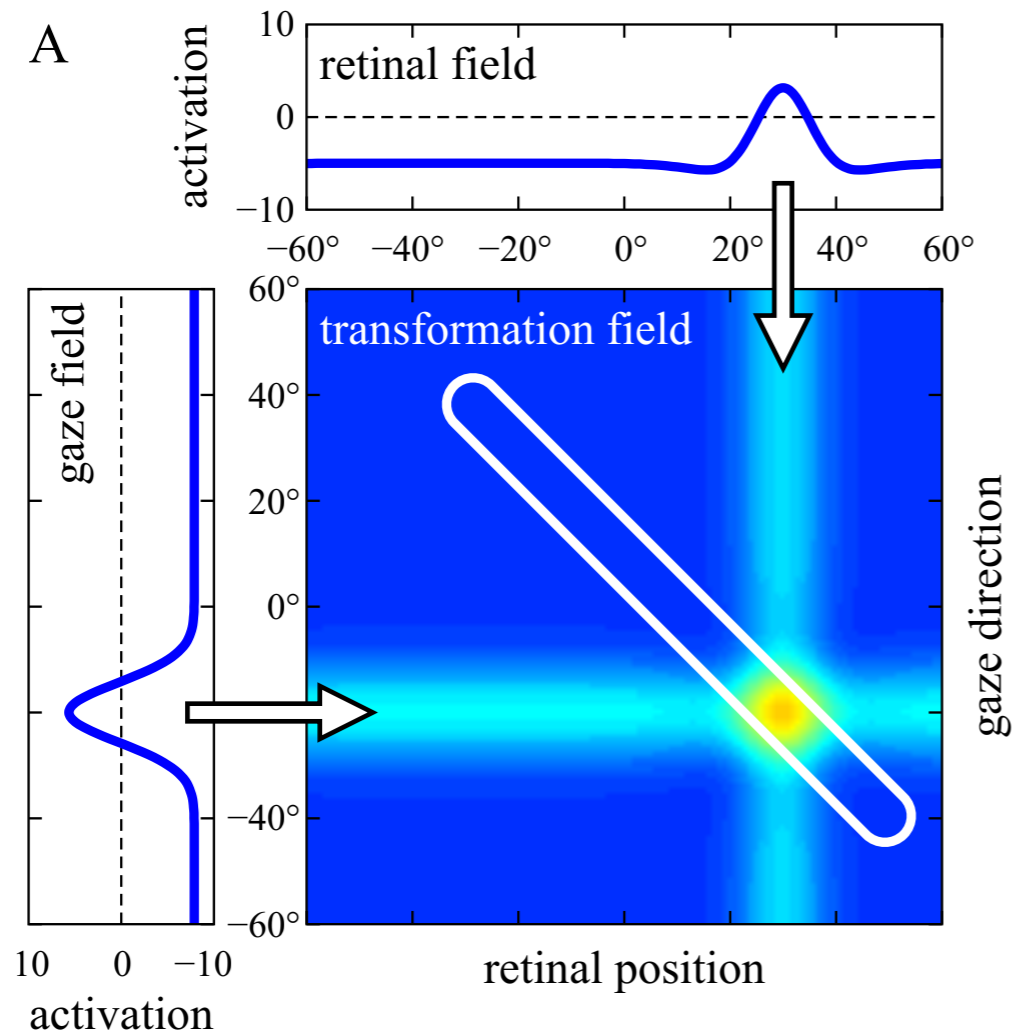 A
activation
retinal field
10
0
−10
−60° −40° −20° 0° 20° 40° 60°
gaze field
transformation field
60°
40°
20°
0°
−20°
−40°
−60°
gaze direction
10 0 −10
activation
retinal position